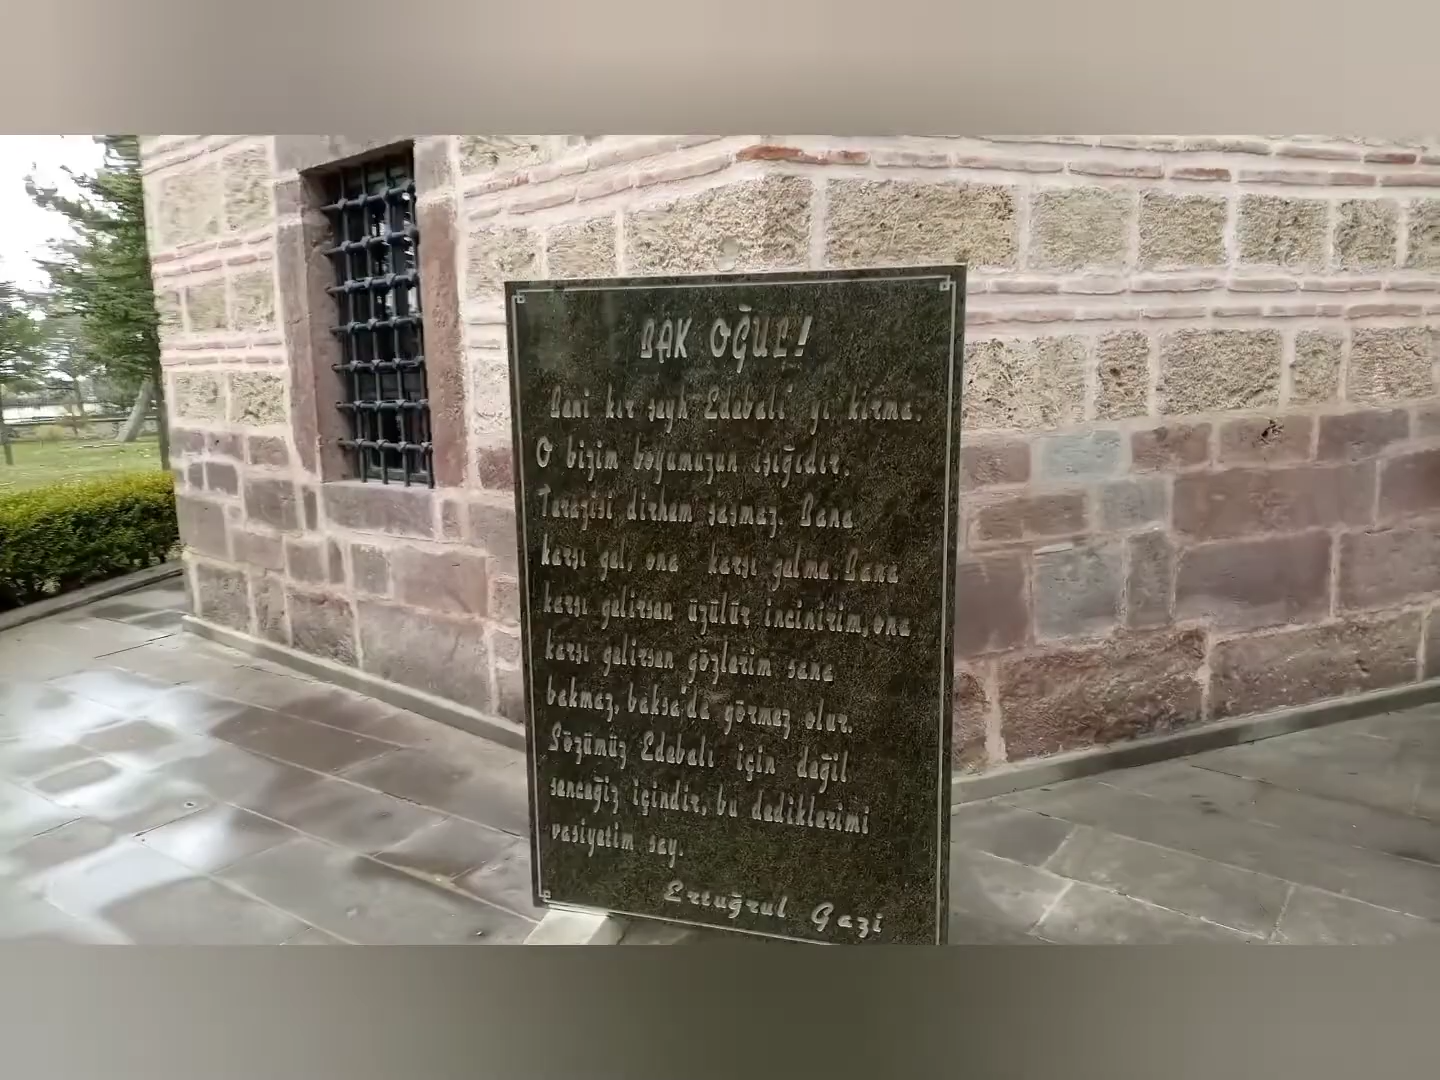 BAK OĞUL!
Beni kır şeyh Edebali' yi kırma.
O bizim boyumuzun ışığıdır.
Terazisi dirhem şaşmaz. Bana
karşı gel, ona karşı gelme. Bana
karşı gelirsen üzülür incinirim, ona
karşı gelirsen gözlerim sana
bakmaz, baksa'da görmez olur.
Sözümüz Edebali için değil
sencağız içindir, bu dediklerimi
vasiyetim say.
Ertuğrul Gazi